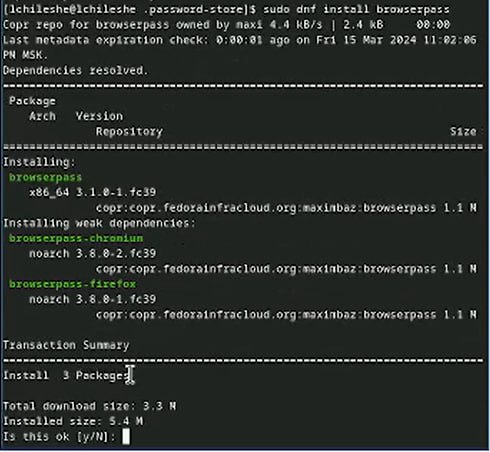 [lchileshe@lchileshe .password-store]$ sudo dnf install browserpass
Copr repo for browserpass owned by maxi 4.4 kB/s | 2.4 kB     00:00
Last metadata expiration check: 0:00:01 ago on Fri 15 Mar 2024 11:02:06
PM MSK.
Dependencies resolved.
================================================================================
Package
Arch   Version
Repository                                        Size
================================================================================
Installing:
browserpass
x86_64 3.1.0-1.fc39
copr:copr.fedorainfracloud.org:maximbaz:browserpass 1.1 M
Installing weak dependencies:
browserpass-chromium
noarch 3.8.0-2.fc39
copr:copr.fedorainfracloud.org:maximbaz:browserpass 1.1 M
browserpass-firefox
noarch 3.8.0-1.fc39
copr:copr.fedorainfracloud.org:maximbaz:browserpass 1.1 M
Transaction Summary
================================================================================
Install  3 Packages
Total download size: 3.3 M
Installed size: 5.4 M
Is this ok [y/N]: